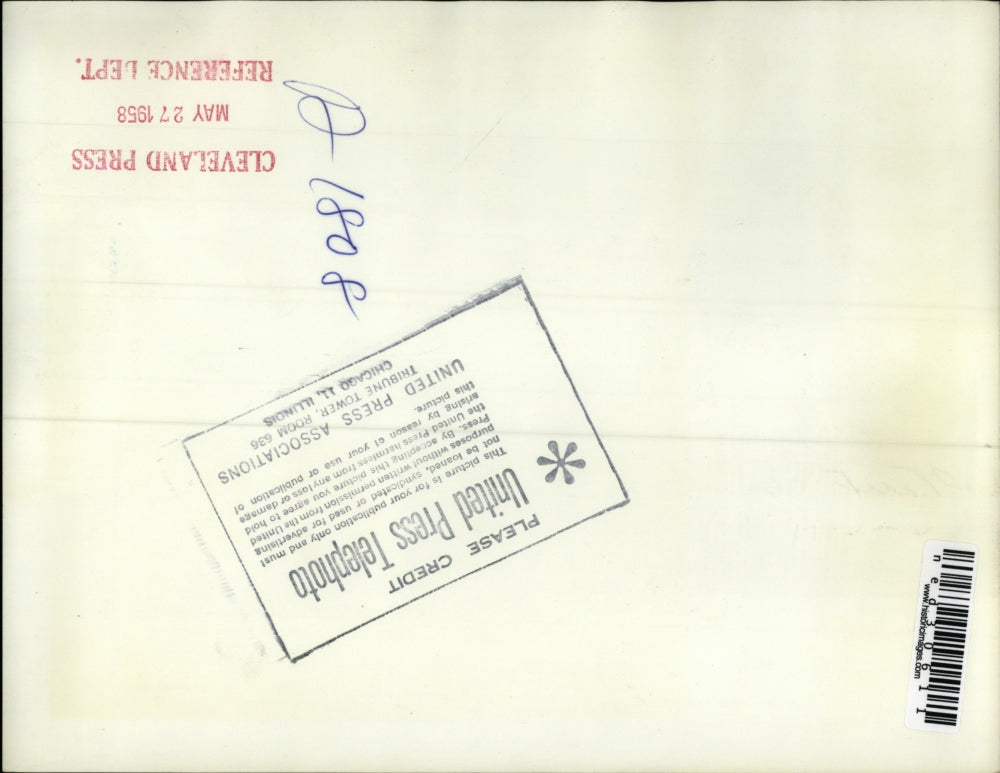 CLEVELAND PRESS
MAY 27 1958
REFERENCE DEPT.
1808
PLEASE CREDIT
United Press Telephoto
This picture is for your publication only and must
not be loaned, syndicated or used for advertising
purposes without written permission from the United
Press. By accepting this picture you agree to hold
the United Press harmless from any loss or damage
arising by reason of your use or publication of
this picture.
UNITED PRESS ASSOCIATIONS
TRIBUNE TOWER, ROOM 636
CHICAGO 11, ILLINOIS
www.historicimages.com
ned30611